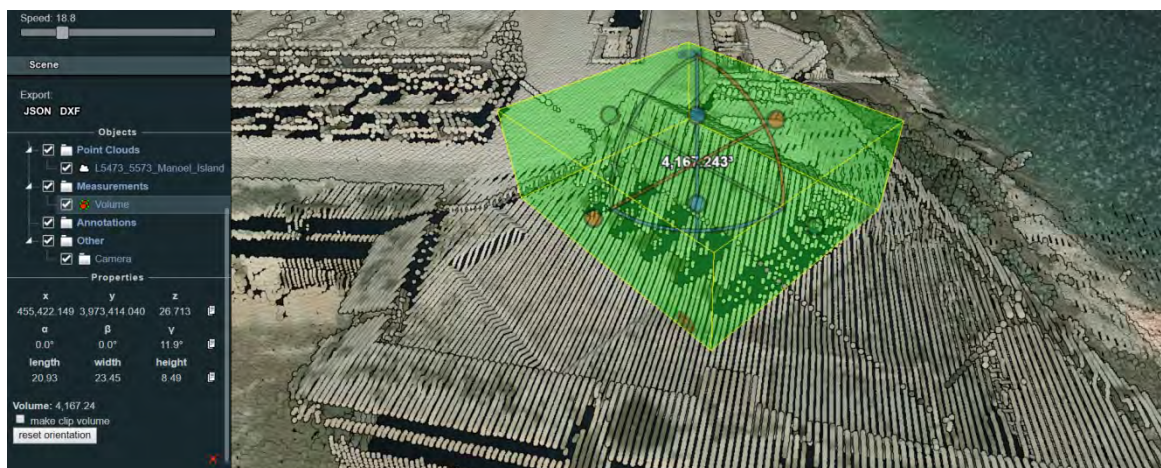 Speed: 18.8
Scene
Export:
JSON DXF
Objects
Point Clouds
L5473_5573_Manoel_Island
Measurements
Volume
Annotations
Other
Camera
Properties
x y z
455,422.149 3,973,414.040 26.713
α β γ
0.0° 0.0° 11.9°
length width height
20.93 23.45 8.49
Volume: 4,167.24
make clip volume
reset orientation
4,167.243³